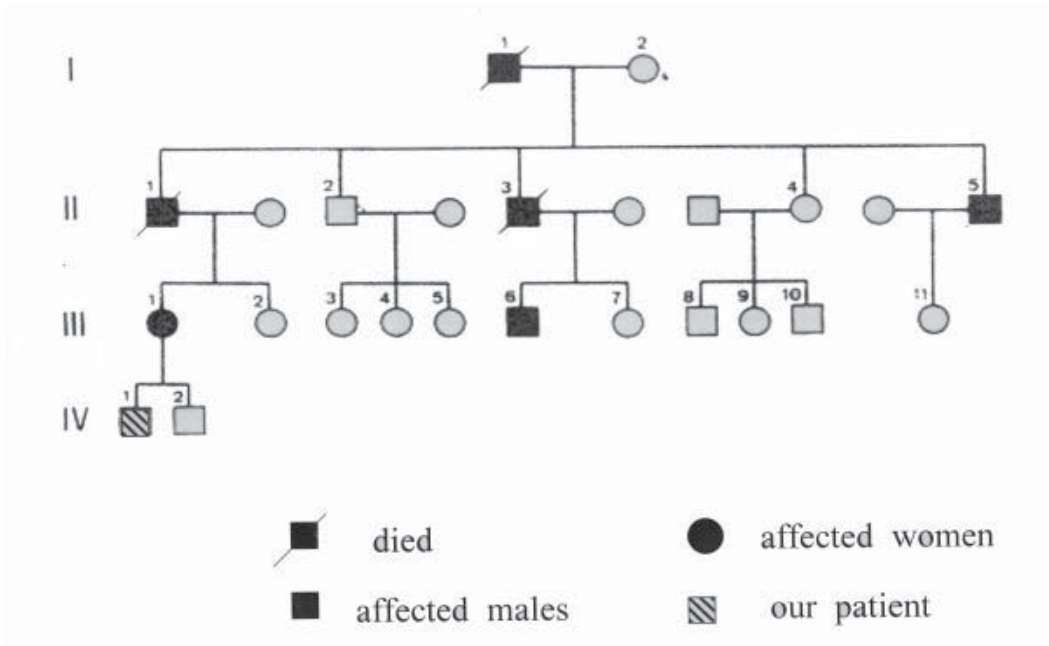 1 2
I
1 2 3 4 5
II
1 2 3 4 5 6 7 8 9 10 11
III
1 2
IV
died affected women
affected males our patient